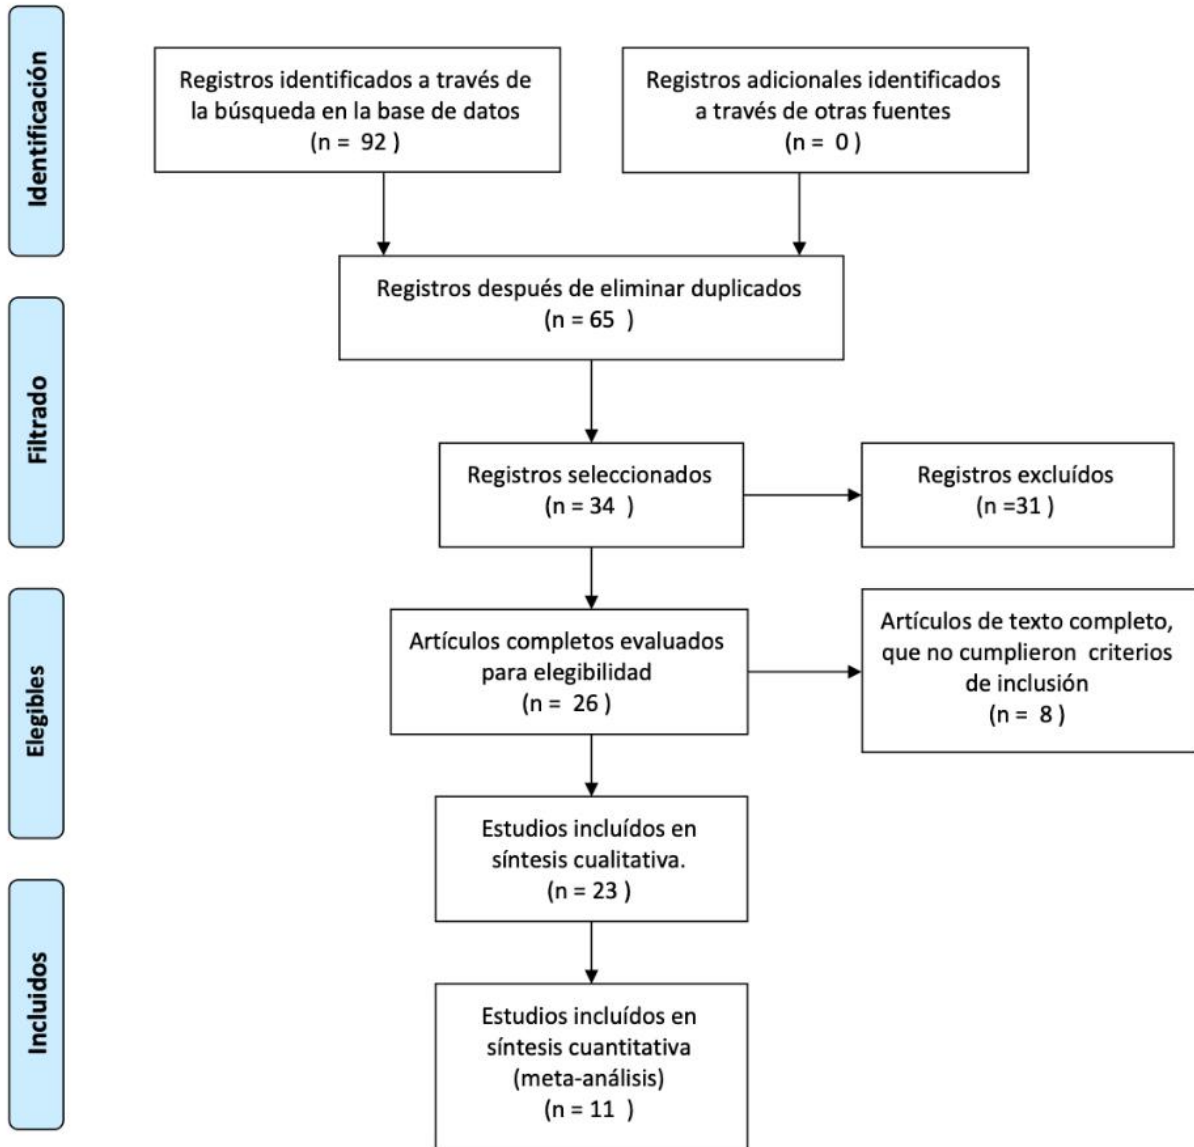 Identificación
Registros identificados a través de
la búsqueda en la base de datos
(n = 92 )
Registros adicionales identificados
a través de otras fuentes
(n = 0 )
Registros después de eliminar duplicados
(n = 65 )
Filtrado
Registros seleccionados
(n = 34 )
Registros excluídos
(n =31 )
Elegibles
Artículos completos evaluados
para elegibilidad
(n = 26 )
Artículos de texto completo,
que no cumplieron criterios
de inclusión
(n = 8 )
Estudios incluídos en
síntesis cualitativa.
(n = 23 )
Incluidos
Estudios incluídos en
síntesis cuantitativa
(meta-análisis)
(n = 11 )